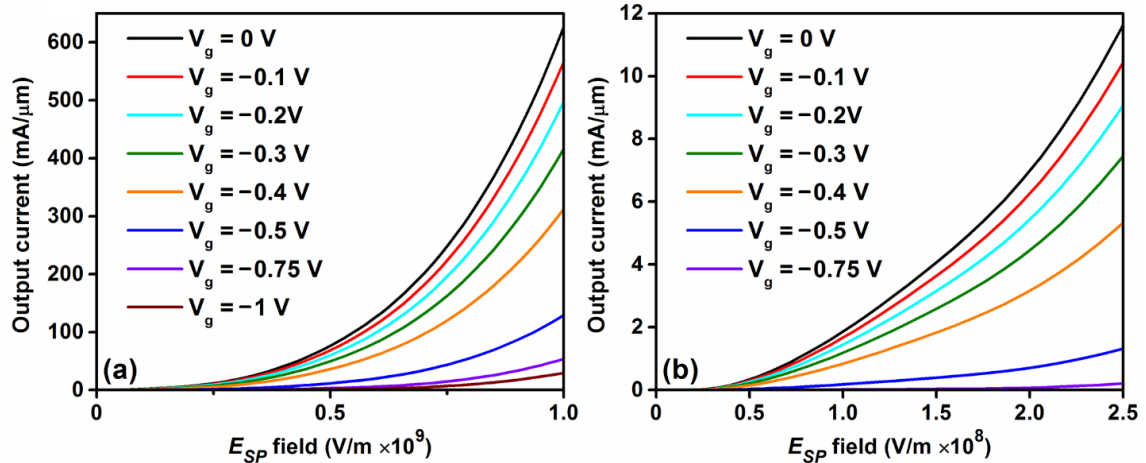 Output current (mA/μm)
600
500
400
300
200
100
0
V_g = 0 V
V_g = −0.1 V
V_g = −0.2V
V_g = −0.3 V
V_g = −0.4 V
V_g = −0.5 V
V_g = −0.75 V
V_g = −1 V
(a)
0 0.5 1.0
E_SP field (V/m ×10^9)
Output current (mA/μm)
12
10
8
6
4
2
0
V_g = 0 V
V_g = −0.1 V
V_g = −0.2V
V_g = −0.3 V
V_g = −0.4 V
V_g = −0.5 V
V_g = −0.75 V
(b)
0 0.5 1.0 1.5 2.0 2.5
E_SP field (V/m ×10^8)